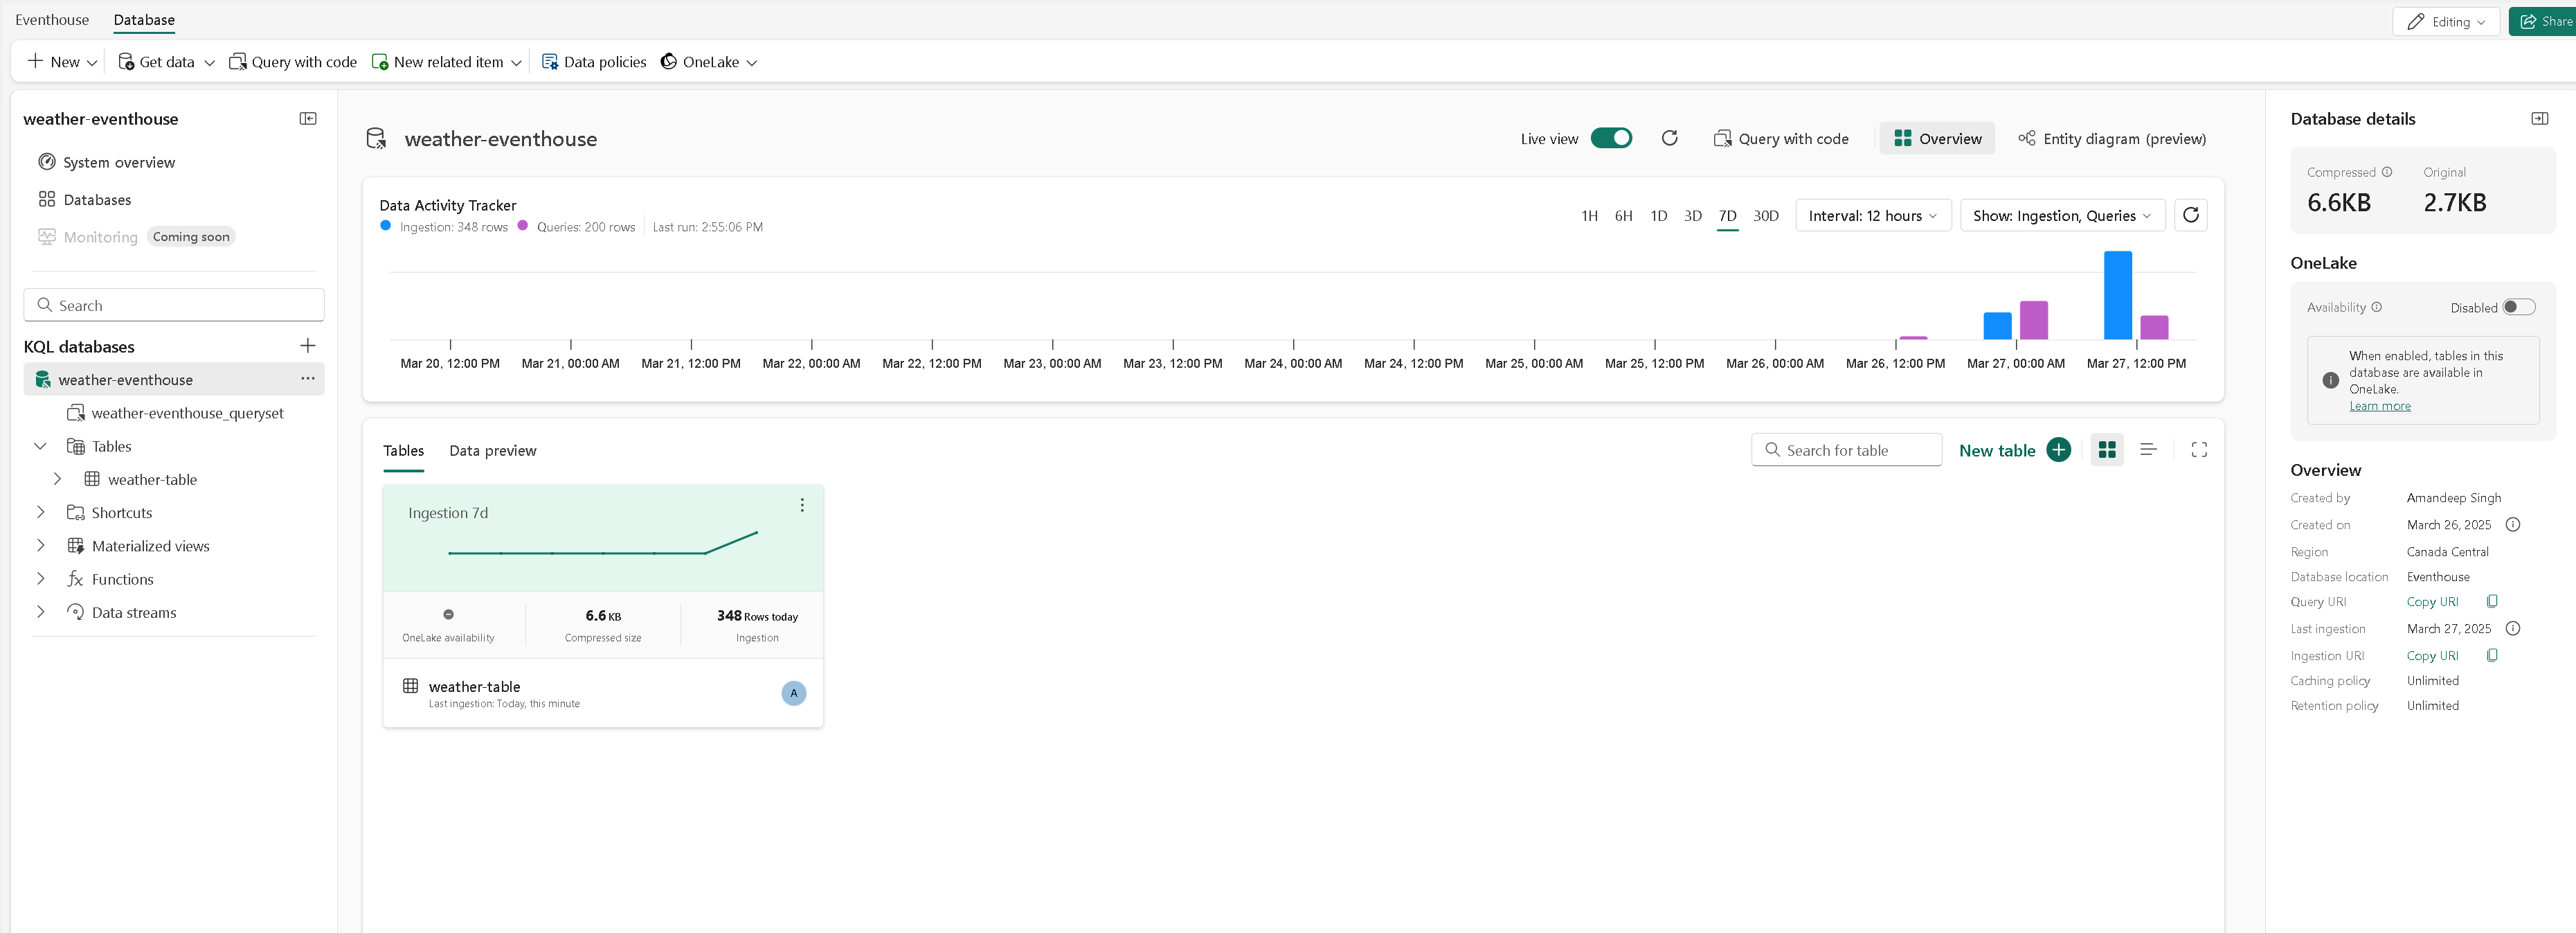 Eventhouse Database
Editing Share
New Get data Query with code New related item Data policies OneLake
weather-eventhouse
System overview
Databases
Monitoring Coming soon
Search
KQL databases
weather-eventhouse
weather-eventhouse_queryset
Tables
weather-table
Shortcuts
Materialized views
Functions
Data streams
weather-eventhouse
Live view Query with code Overview Entity diagram (preview)
Data Activity Tracker
Ingestion: 348 rows Queries: 200 rows Last run: 2:55:06 PM
1H 6H 1D 3D 7D 30D Interval: 12 hours Show: Ingestion, Queries
Mar 20, 12:00 PM Mar 21, 00:00 AM Mar 21, 12:00 PM Mar 22, 00:00 AM Mar 22, 12:00 PM Mar 23, 00:00 AM Mar 23, 12:00 PM Mar 24, 00:00 AM Mar 24, 12:00 PM Mar 25, 00:00 AM Mar 25, 12:00 PM Mar 26, 00:00 AM Mar 26, 12:00 PM Mar 27, 00:00 AM Mar 27, 12:00 PM
Tables Data preview
Search for table New table
Ingestion 7d
6.6 KB 348 Rows today
OneLake availability Compressed size Ingestion
weather-table
Last ingestion: Today, this minute
A
Database details
Compressed Original
6.6KB 2.7KB
OneLake
Availability Disabled
When enabled, tables in this
database are available in
OneLake.
Learn more
Overview
Created by Amandeep Singh
Created on March 26, 2025
Region Canada Central
Database location Eventhouse
Query URI Copy URI
Last ingestion March 27, 2025
Ingestion URI Copy URI
Caching policy Unlimited
Retention policy Unlimited